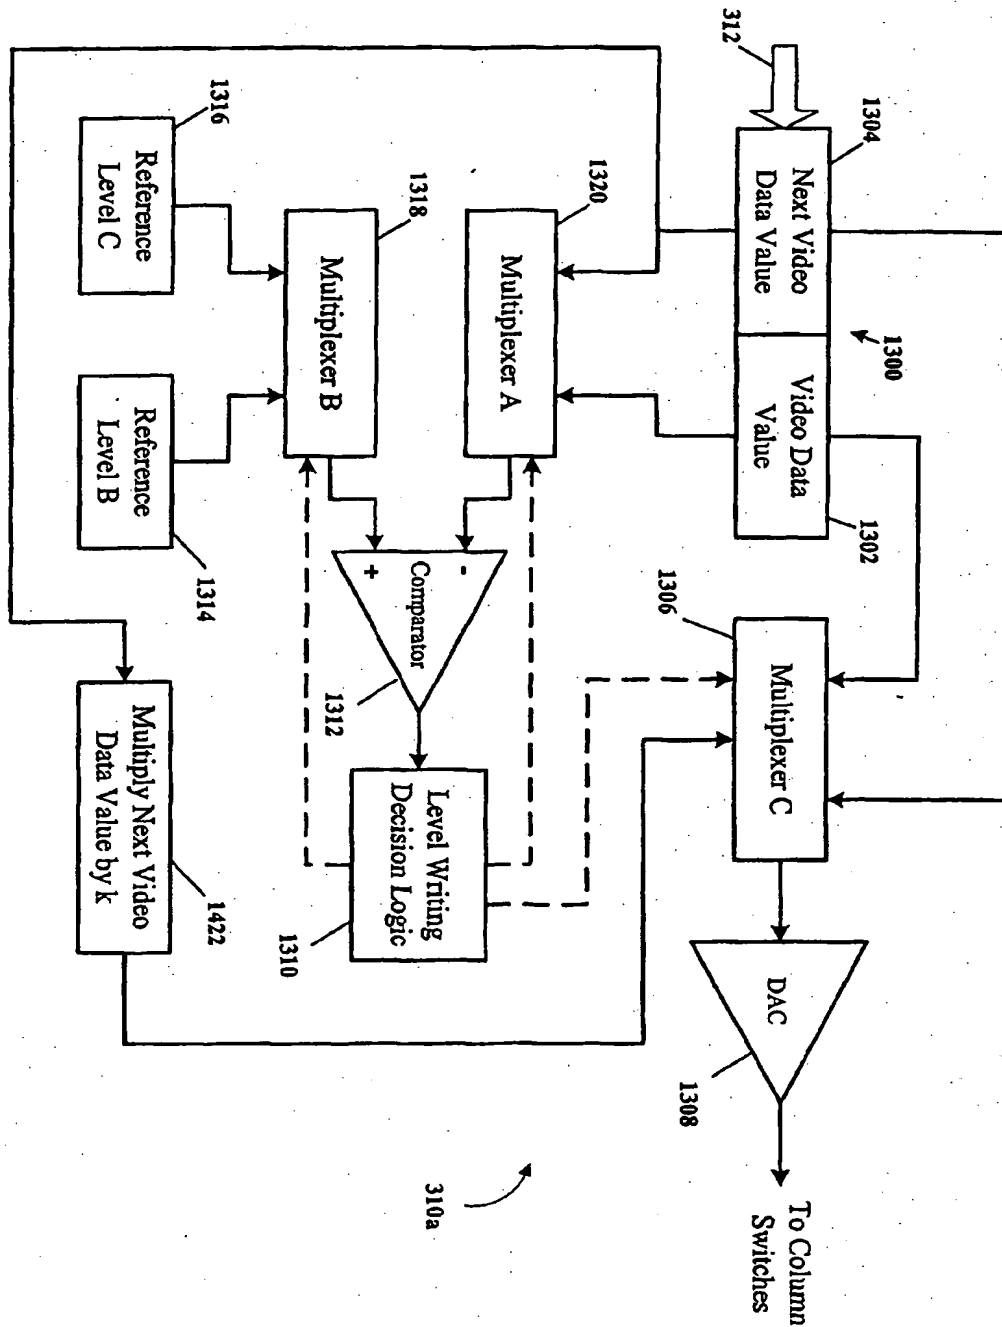 312
1304
Next Video
Data Value
1300
Video Data
Value
1302
1320
Multiplexer A
1318
Multiplexer B
1316
Reference
Level C
Reference
Level B
1314
-
+
Comparator
1312
1306
Multiplexer C
Level Writing
Decision Logic
1310
Multiply Next Video
Data Value by k
1422
DAC
1308
To Column
Switches
310a